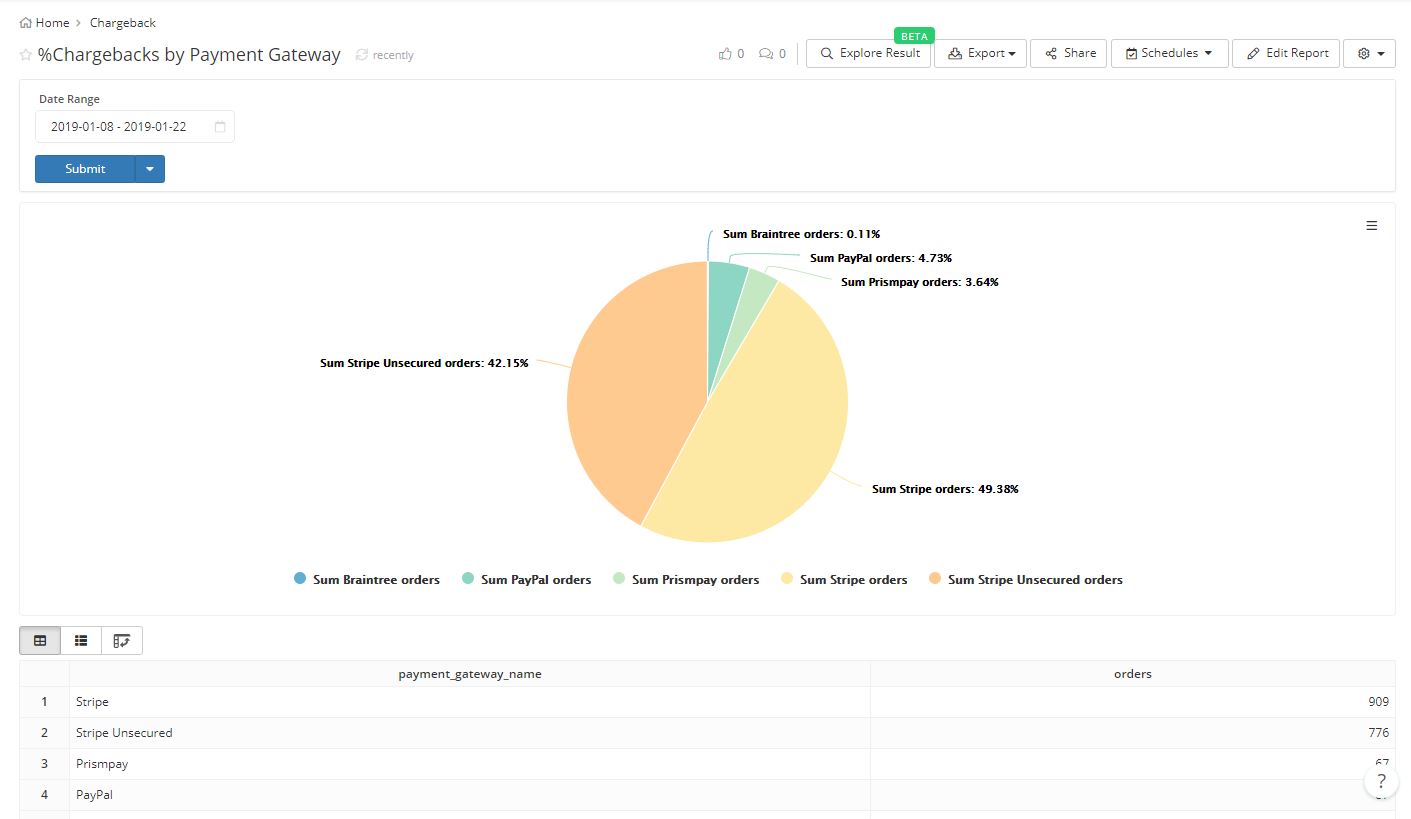 Home > Chargeback
%Chargebacks by Payment Gateway recently
0 0
BETA
Explore Result Export Share Schedules Edit Report
Date Range
2019-01-08 - 2019-01-22
Submit
Sum Braintree orders: 0.11%
Sum PayPal orders: 4.73%
Sum Prismpay orders: 3.64%
Sum Stripe Unsecured orders: 42.15%
Sum Stripe orders: 49.38%
Sum Braintree orders Sum PayPal orders Sum Prismpay orders Sum Stripe orders Sum Stripe Unsecured orders
payment_gateway_name orders
1 Stripe 909
2 Stripe Unsecured 776
3 Prismpay 67
4 PayPal
?